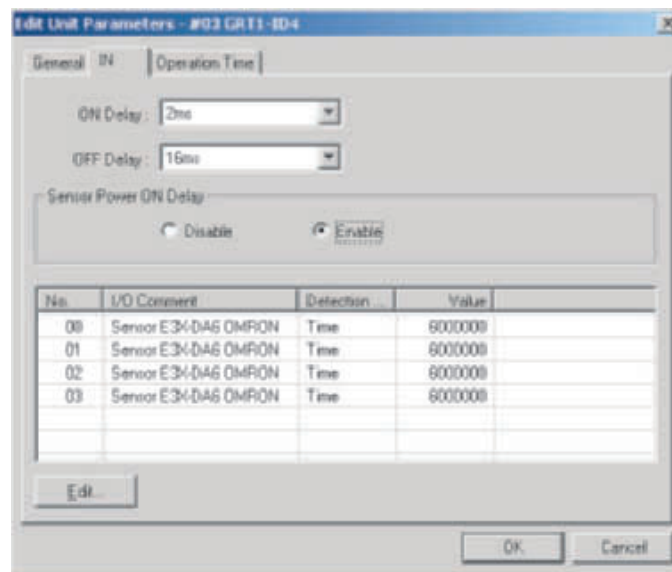 Edit Unit Parameters - #03 GRT1-ID4
General IN Operation Time
ON Delay : 2ms
OFF Delay : 16ms
Sensor Power ON Delay
Disable Enable
No. I/O Comment Detection ... Value
00 Sensor E3X-DA6 OMRON Time 6000000
01 Sensor E3X-DA6 OMRON Time 6000000
02 Sensor E3X-DA6 OMRON Time 6000000
03 Sensor E3X-DA6 OMRON Time 6000000
Edit...
OK Cancel